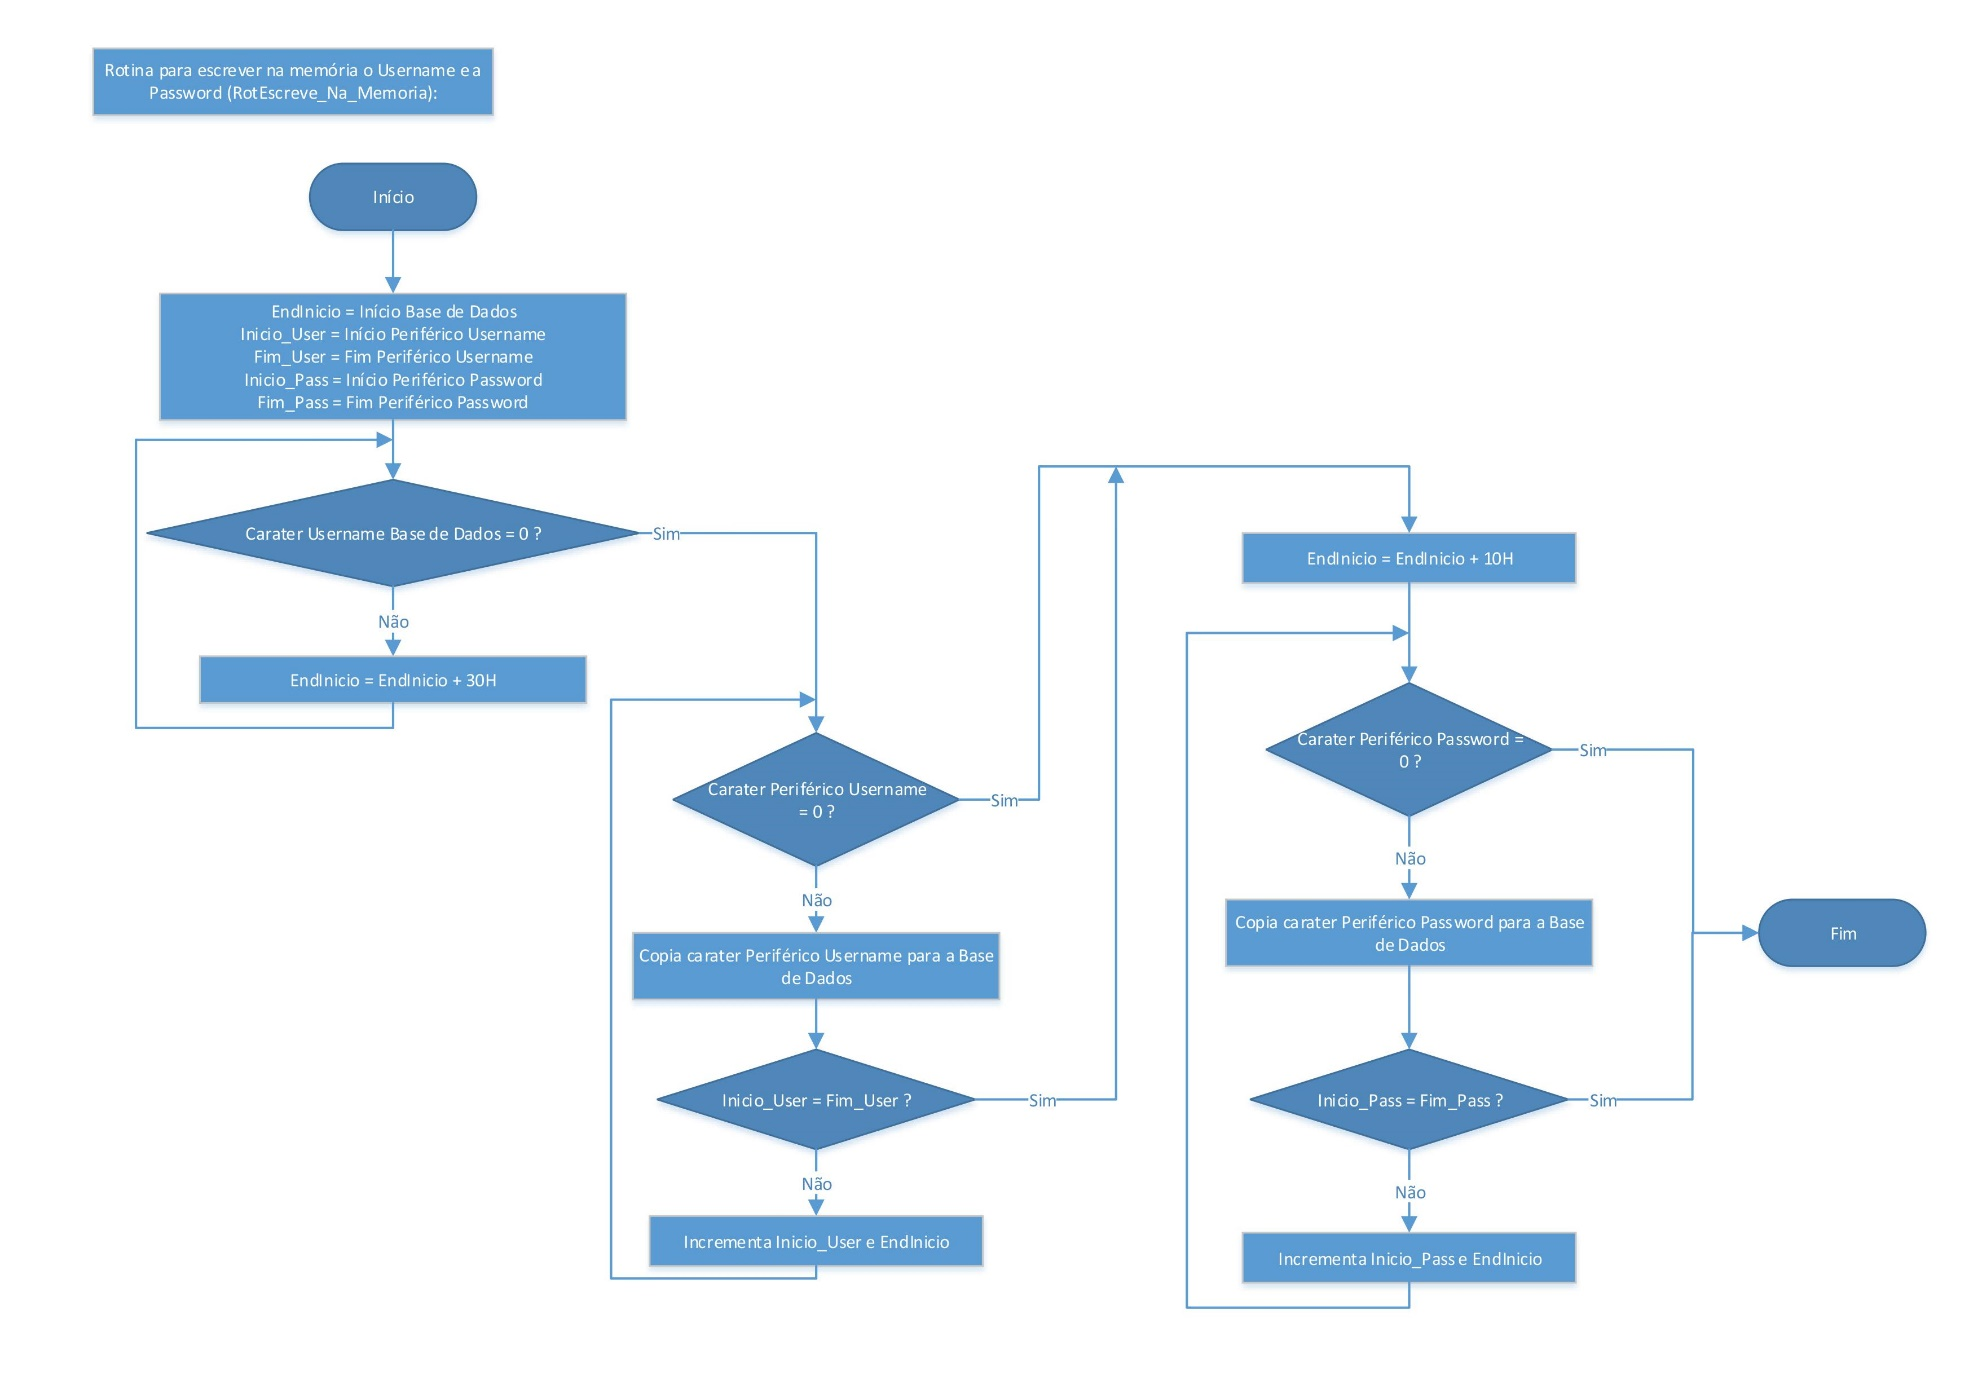 Rotina para escrever na memória o Username e a
Password (RotEscreve_Na_Memoria):
Início
EndInicio = Início Base de Dados
Inicio_User = Início Periférico Username
Fim_User = Fim Periférico Username
Inicio_Pass = Início Periférico Password
Fim_Pass = Fim Periférico Password
Carater Username Base de Dados = 0 ?
Sim
Não
EndInicio = EndInicio + 30H
Carater Periférico Username
= 0 ?
Sim
Não
Copia carater Periférico Username para a Base
de Dados
Inicio_User = Fim_User ?
Sim
Não
Incrementa Inicio_User e EndInicio
EndInicio = EndInicio + 10H
Carater Periférico Password =
0 ?
Sim
Não
Copia carater Periférico Password para a Base
de Dados
Inicio_Pass = Fim_Pass ?
Sim
Não
Incrementa Inicio_Pass e EndInicio
Fim